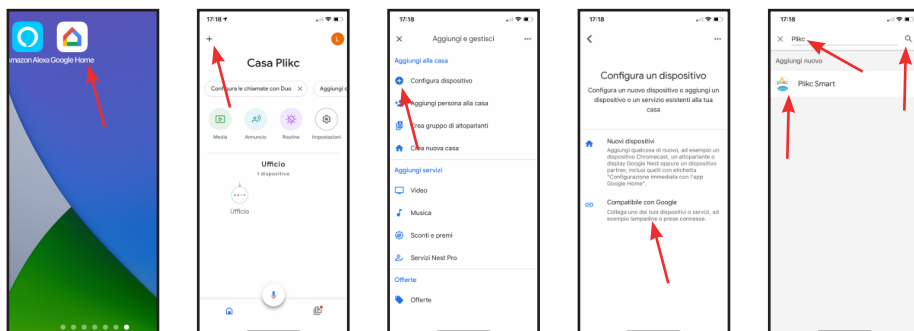 Amazon Alexa Google Home
17:18
Casa Plikc
L
Configura le chiamate con Duo
Aggiungi
Media
Annuncio
Routine
Impostazioni
Ufficio
1 dispositivo
Ufficio
17:18
Aggiungi e gestisci
Aggiungi alla casa
Configura dispositivo
Aggiungi persona alla casa
Crea gruppo di altoparlanti
Crea nuova casa
Aggiungi servizi
Video
Musica
Sconti e premi
Servizi Nest Pro
Offerte
Offerte
17:18
Configura un dispositivo
Configura un nuovo dispositivo o aggiungi un
dispositivo o un servizio esistenti alla tua
casa
Nuovi dispositivi
Aggiungi qualcosa di nuovo, ad esempio un
dispositivo Chromecast, un altoparlante o
display Google Nest oppure un dispositivo
partner, inclusi quelli con etichetta
"Configurazione immediata con l'app
Google Home".
Compatibile con Google
Collega uno dei tuoi dispositivi o servizi, ad
esempio lampadine o prese connesse.
17:18
Plikc
Aggiungi nuovo
Plikc Smart